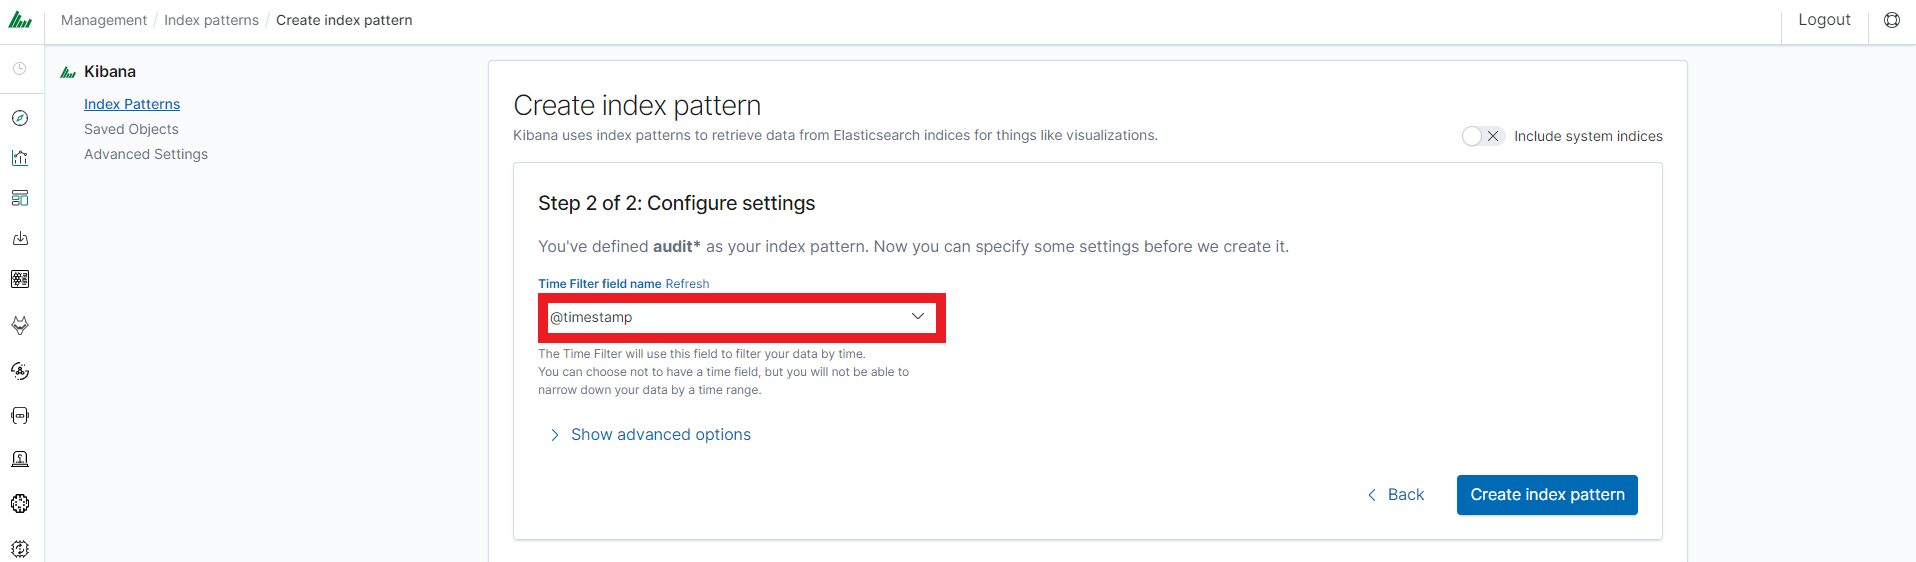 Management / Index patterns / Create index pattern
Logout
Kibana
Index Patterns
Saved Objects
Advanced Settings
Create index pattern
Kibana uses index patterns to retrieve data from Elasticsearch indices for things like visualizations.
Include system indices
Step 2 of 2: Configure settings
You've defined audit* as your index pattern. Now you can specify some settings before we create it.
Time Filter field name Refresh
@timestamp
The Time Filter will use this field to filter your data by time.
You can choose not to have a time field, but you will not be able to
narrow down your data by a time range.
Show advanced options
Back
Create index pattern